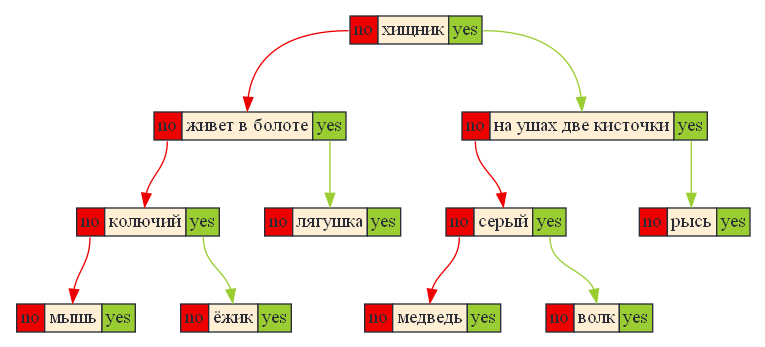 no хищник yes
no живет в болоте yes
no на ушах две кисточки yes
no колючий yes
no лягушка yes
no серый yes
no рысь yes
no мышь yes
no ёжик yes
no медведь yes
no волк yes